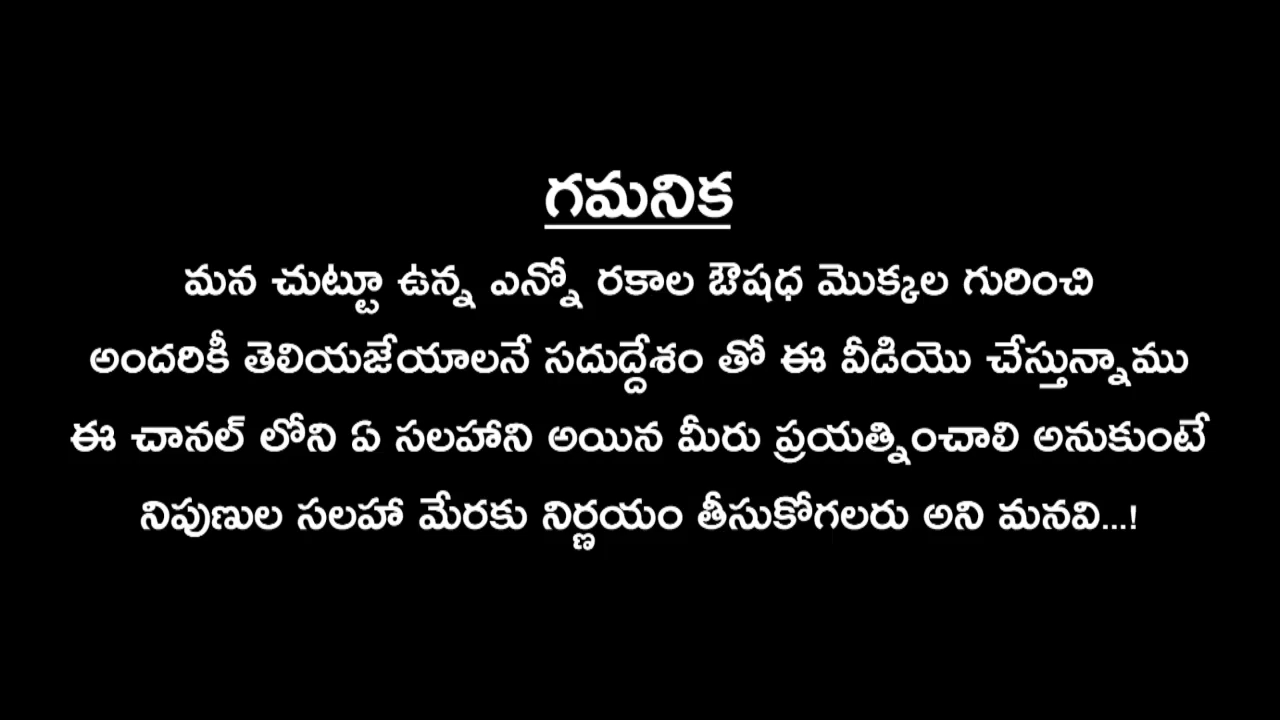 గమనిక
మన చుట్టూ ఉన్న ఎన్నో రకాల ఔషధ మొక్కల గురించి
అందరికీ తెలియజేయాలనే సదుద్దేశం తో ఈ వీడియొ చేస్తున్నాము
ఈ చానల్ లోని ఏ సలహాని అయిన మీరు ప్రయత్నించాలి అనుకుంటే
నిపుణుల సలహా మేరకు నిర్ణయం తీసుకోగలరు అని మనవి...!